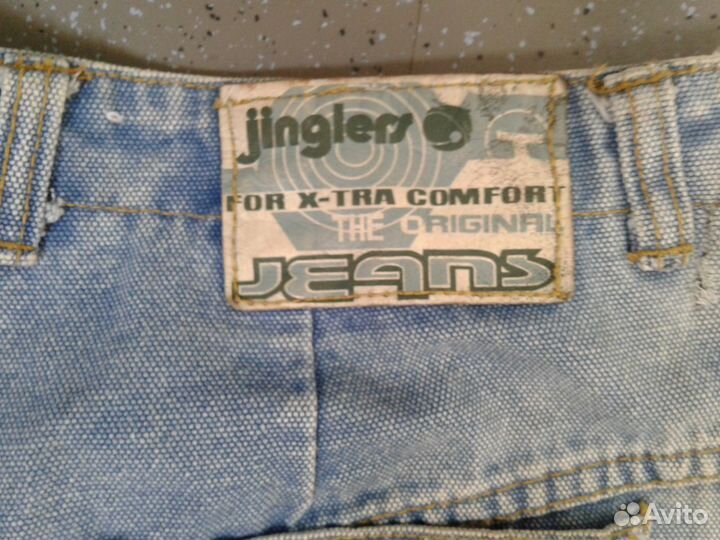 jinglers
FOR X-TRA COMFORT
THE ORIGINAL
JEANS
Avito